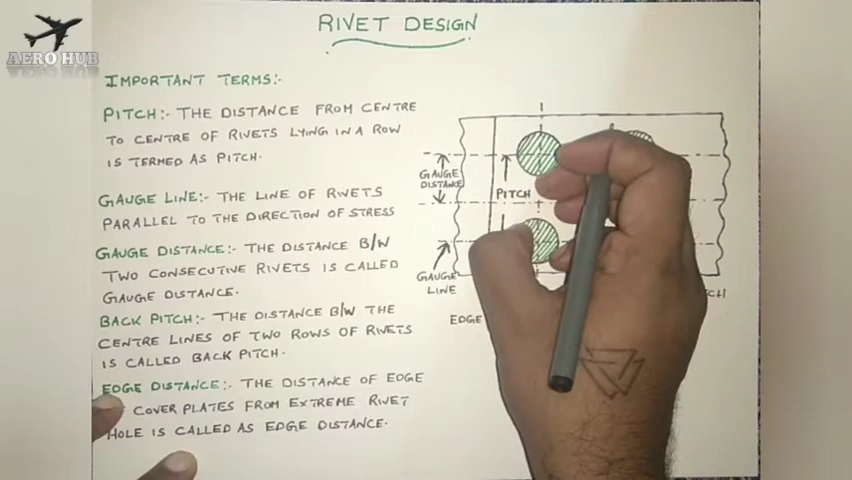 AERO HUB
RIVET DESIGN
IMPORTANT TERMS:-
PITCH:- THE DISTANCE FROM CENTRE
TO CENTRE OF RIVETS LYING IN A ROW
IS TERMED AS PITCH.
GAUGE LINE:- THE LINE OF RIVETS
PARALLEL TO THE DIRECTION OF STRESS
GAUGE DISTANCE:- THE DISTANCE B/W
TWO CONSECUTIVE RIVETS IS CALLED
GAUGE DISTANCE.
BACK PITCH:- THE DISTANCE B/W THE
CENTRE LINES OF TWO ROWS OF RIVETS
IS CALLED BACK PITCH.
EDGE DISTANCE:- THE DISTANCE OF EDGE
COVER PLATES FROM EXTREME RIVET
HOLE IS CALLED AS EDGE DISTANCE.
GAUGE
DISTANCE
PITCH
GAUGE
LINE
EDGE